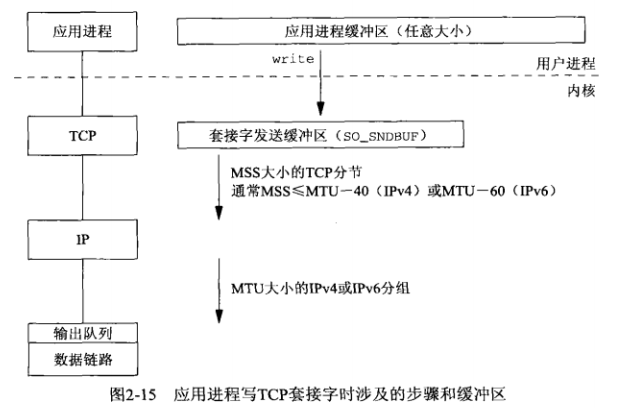 应用进程
应用进程缓冲区（任意大小）
write
用户进程
内核
TCP
套接字发送缓冲区（SO_SNDBUF）
MSS大小的TCP分节
通常MSS≤MTU－40（IPv4）或MTU－60（IPv6）
IP
MTU大小的IPv4或IPv6分组
输出队列
数据链路
图2-15 应用进程写TCP套接字时涉及的步骤和缓冲区